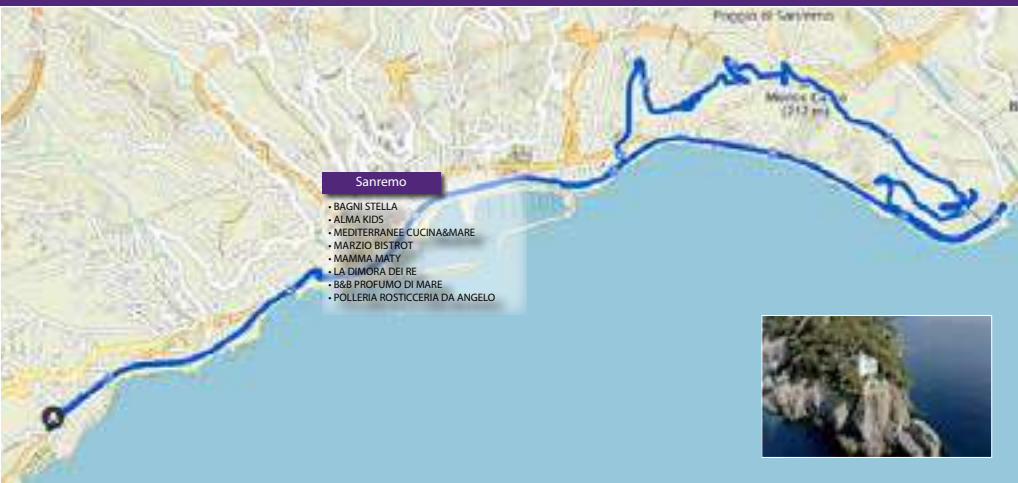 Poggio di Sanremo
(212 m)
Sanremo
• BAGNI STELLA
• ALMA KIDS
• MEDITERRANEE CUCINA&MARE
• MARZIO BISTROT
• MAMMA MATY
• LA DIMORA DEI RE
• B&B PROFUMO DI MARE
• POLLERIA ROSTICCERIA DA ANGELO